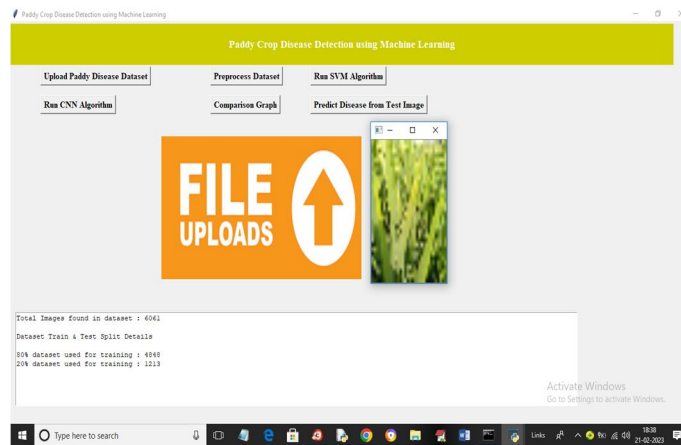 Paddy Crop Disease Detection using Machine Learning
Paddy Crop Disease Detection using Machine Learning
Upload Paddy Disease Dataset
Preprocess Dataset
Run SVM Algorithm
Run CNN Algorithm
Comparison Graph
Predict Disease from Test Image
FILE
UPLOADS
Total Images found in dataset : 6061
Dataset Train & Test Split Details
80% dataset used for training : 4848
20% dataset used for training : 1213
Activate Windows
Go to Settings to activate Windows.
Type here to search
Links
18:38
21-02-2023